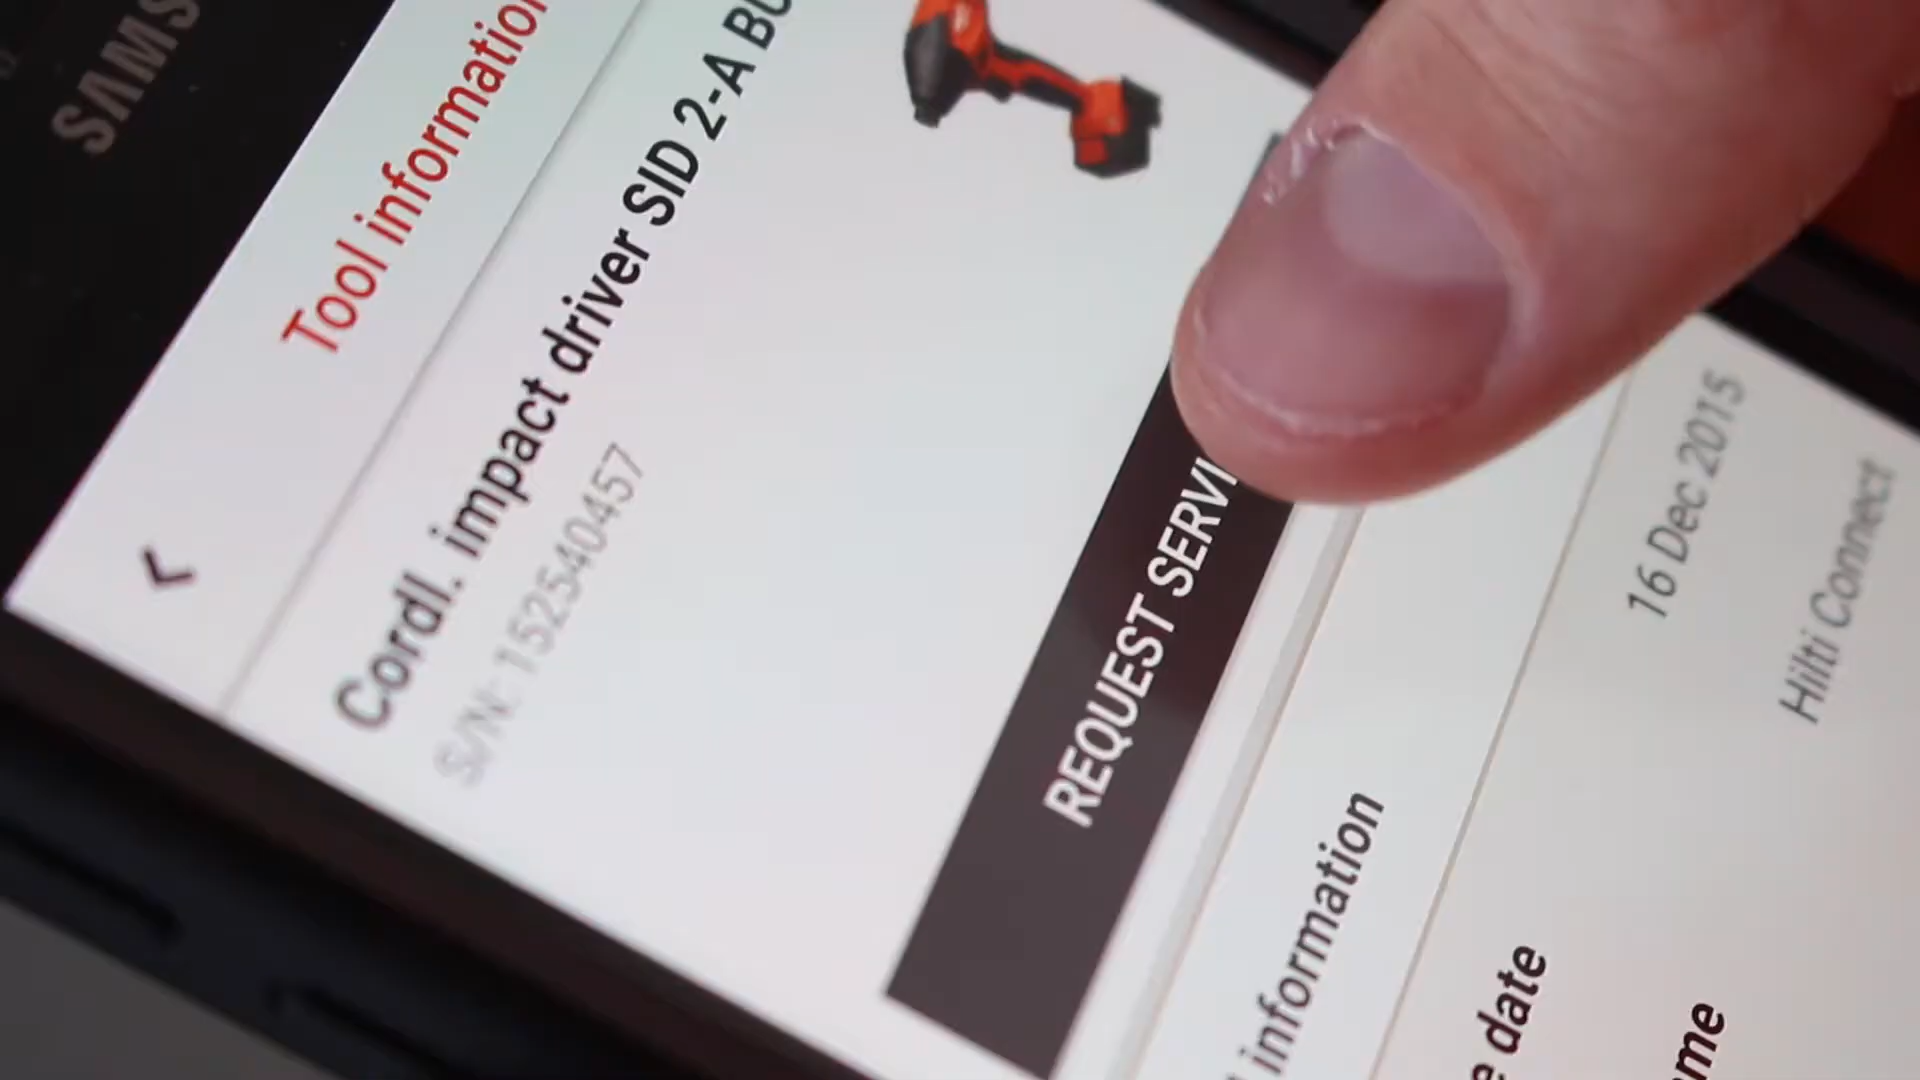 SAMS
Tool information
Cordl. impact driver SID 2-A BO
S/N: 152540457
REQUEST SERVI
information
date
16 Dec 2015
me
Hilti Connect